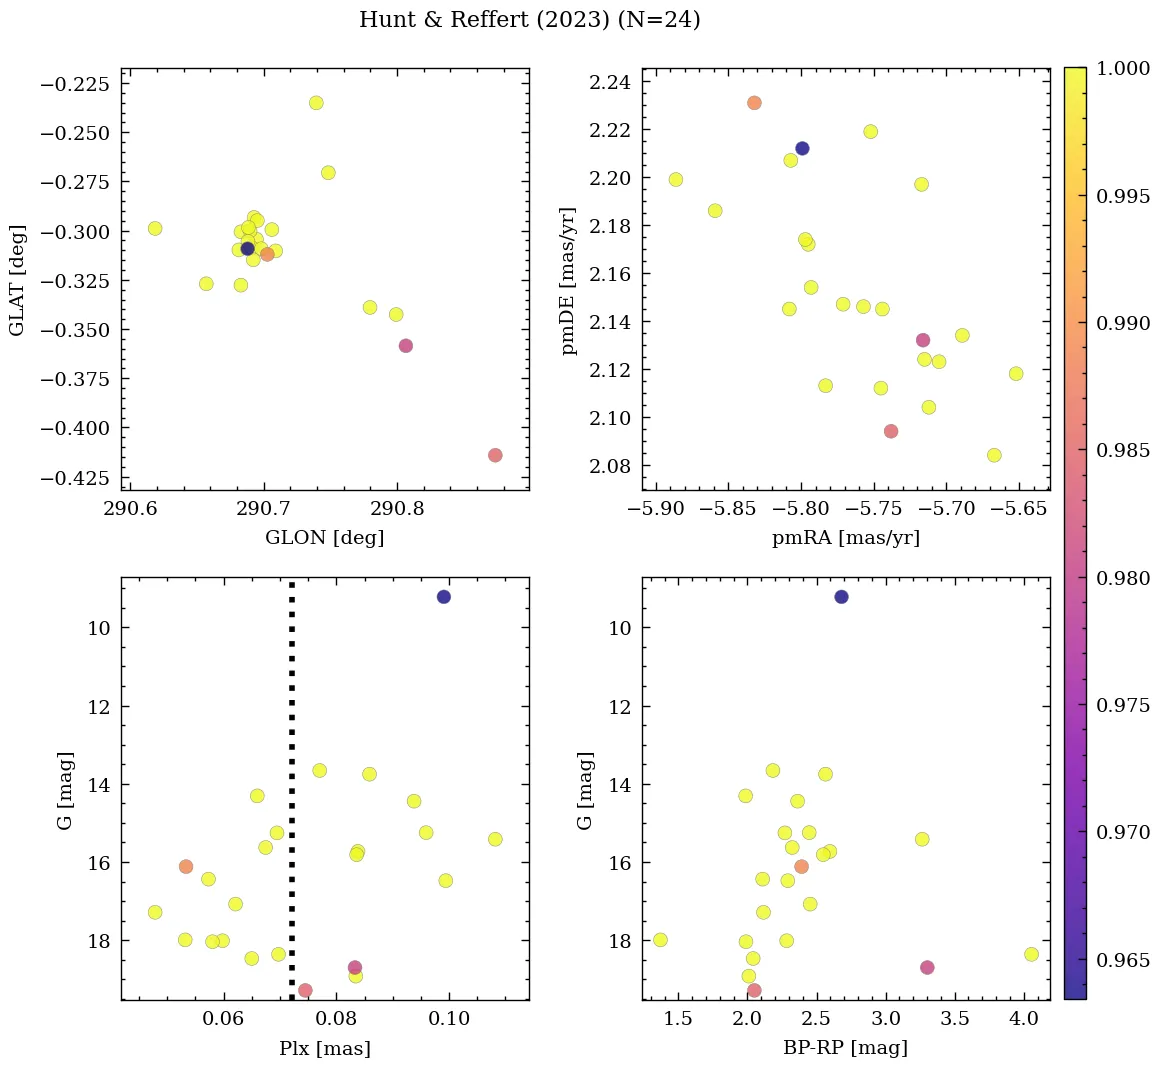 Hunt & Reffert (2023) (N=24)
−0.225
−0.250
−0.275
−0.300
−0.325
−0.350
−0.375
−0.400
−0.425
GLAT [deg]
290.6 290.7 290.8
GLON [deg]
2.24
2.22
2.20
2.18
2.16
2.14
2.12
2.10
2.08
pmDE [mas/yr]
−5.90 −5.85 −5.80 −5.75 −5.70 −5.65
pmRA [mas/yr]
10
12
14
16
18
G [mag]
0.06 0.08 0.10
Plx [mas]
10
12
14
16
18
G [mag]
1.5 2.0 2.5 3.0 3.5 4.0
BP-RP [mag]
1.000
0.995
0.990
0.985
0.980
0.975
0.970
0.965